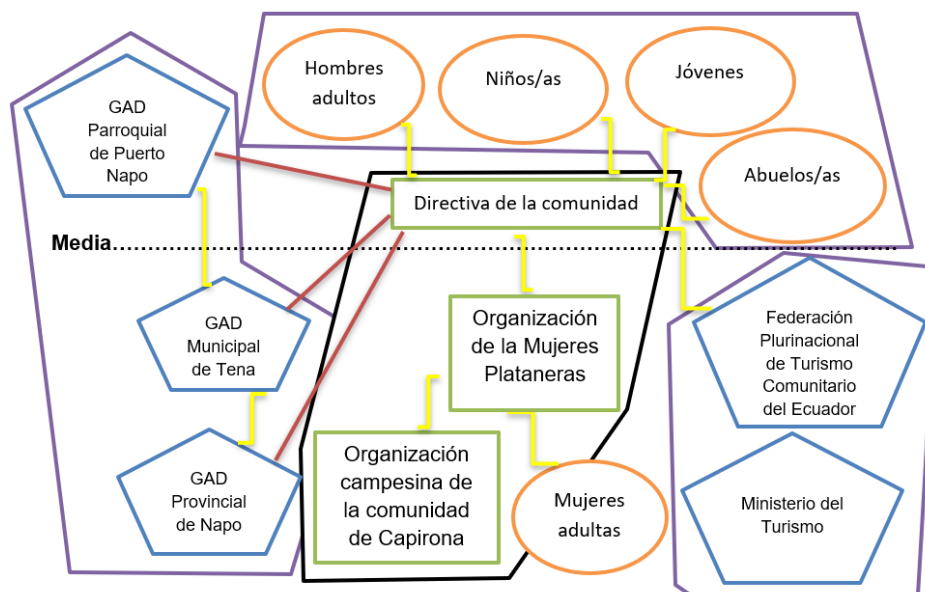 Hombres
adultos
Niños/as
Jóvenes
Abuelos/as
GAD
Parroquial
de Puerto
Napo
Directiva de la comunidad
Media
GAD
Municipal
de Tena
Organización
de la Mujeres
Plataneras
Federación
Plurinacional
de Turismo
Comunitario
del Ecuador
GAD
Provincial
de Napo
Organización
campesina de
la comunidad
de Capirona
Mujeres
adultas
Ministerio del
Turismo